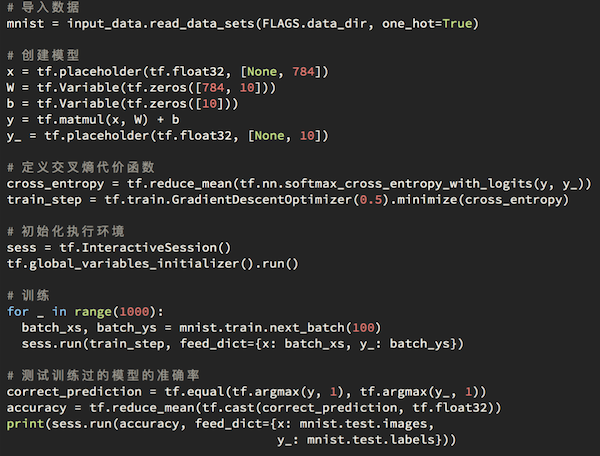 # 导入数据
mnist = input_data.read_data_sets(FLAGS.data_dir, one_hot=True)

# 创建模型
x = tf.placeholder(tf.float32, [None, 784])
W = tf.Variable(tf.zeros([784, 10]))
b = tf.Variable(tf.zeros([10]))
y = tf.matmul(x, W) + b
y_ = tf.placeholder(tf.float32, [None, 10])

# 定义交叉熵代价函数
cross_entropy = tf.reduce_mean(tf.nn.softmax_cross_entropy_with_logits(y, y_))
train_step = tf.train.GradientDescentOptimizer(0.5).minimize(cross_entropy)

# 初始化执行环境
sess = tf.InteractiveSession()
tf.global_variables_initializer().run()

# 训练
for _ in range(1000):
  batch_xs, batch_ys = mnist.train.next_batch(100)
  sess.run(train_step, feed_dict={x: batch_xs, y_: batch_ys})

# 测试训练过的模型的准确率
correct_prediction = tf.equal(tf.argmax(y, 1), tf.argmax(y_, 1))
accuracy = tf.reduce_mean(tf.cast(correct_prediction, tf.float32))
print(sess.run(accuracy, feed_dict={x: mnist.test.images,
                                    y_: mnist.test.labels}))